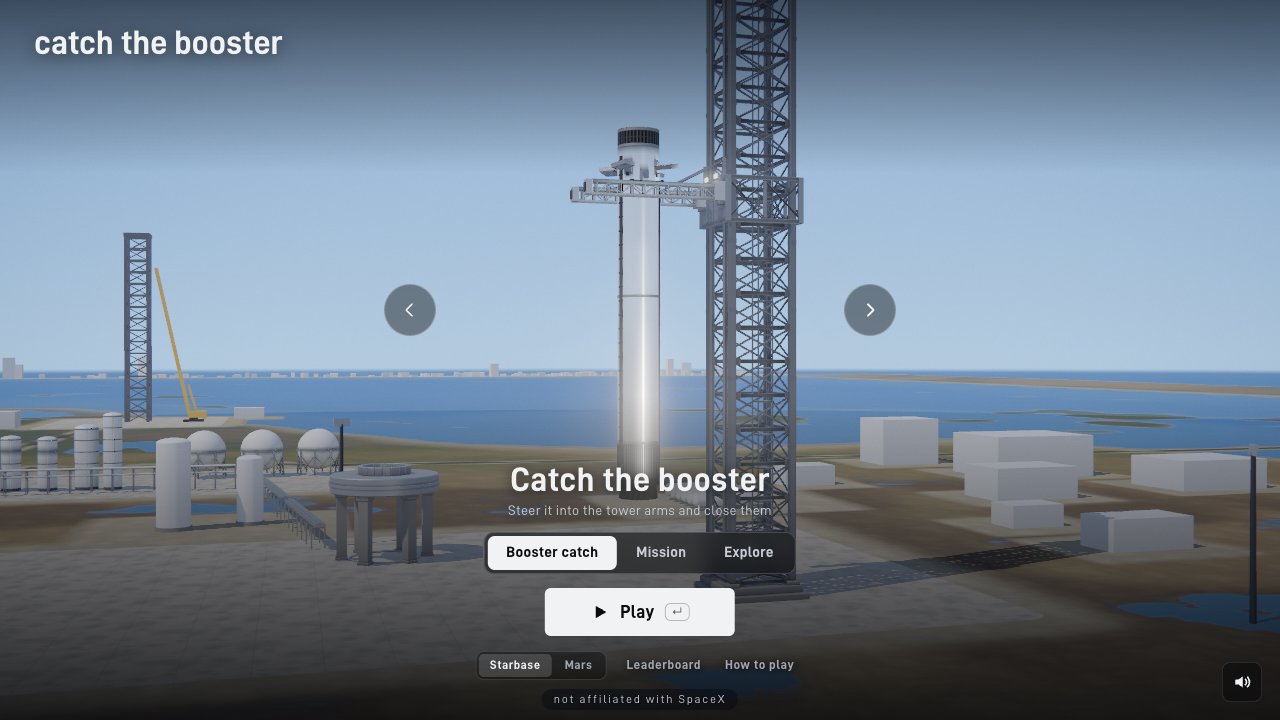 catch the booster
Catch the booster
Steer it into the tower arms and close them
Booster catch Mission Explore
Play
Starbase Mars Leaderboard How to play
not affiliated with SpaceX